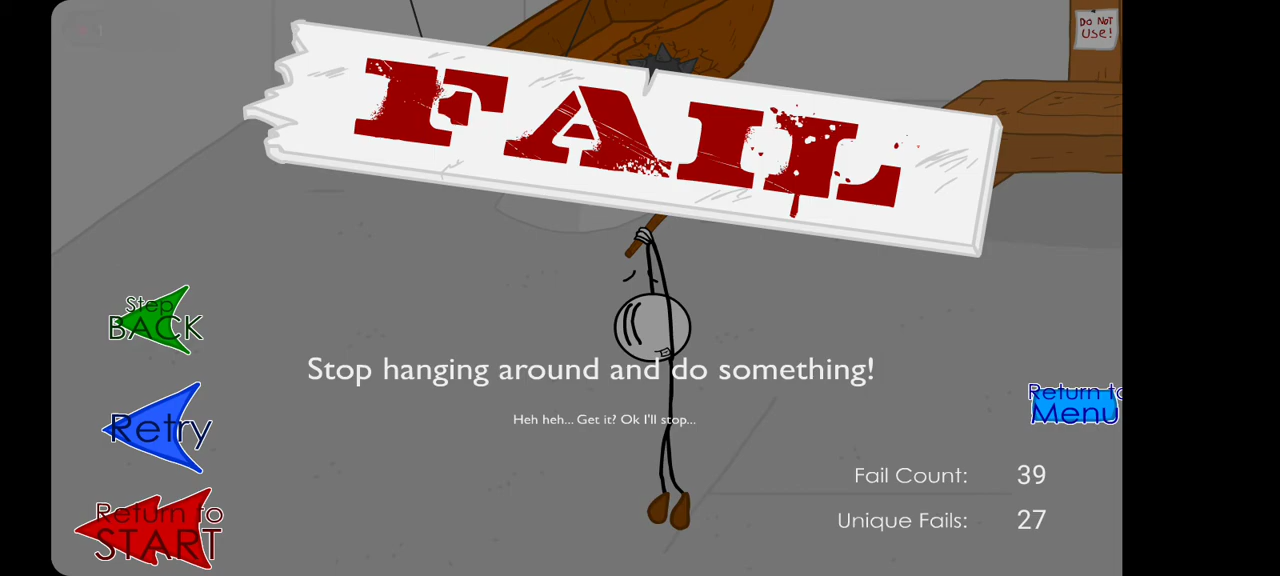 1
DO NOT
USE!
FAIL
Step
BACK
Stop hanging around and do something!
Return to
Menu
Retry
Heh heh... Get it? Ok I'll stop...
Fail Count: 39
Return to
START
Unique Fails: 27